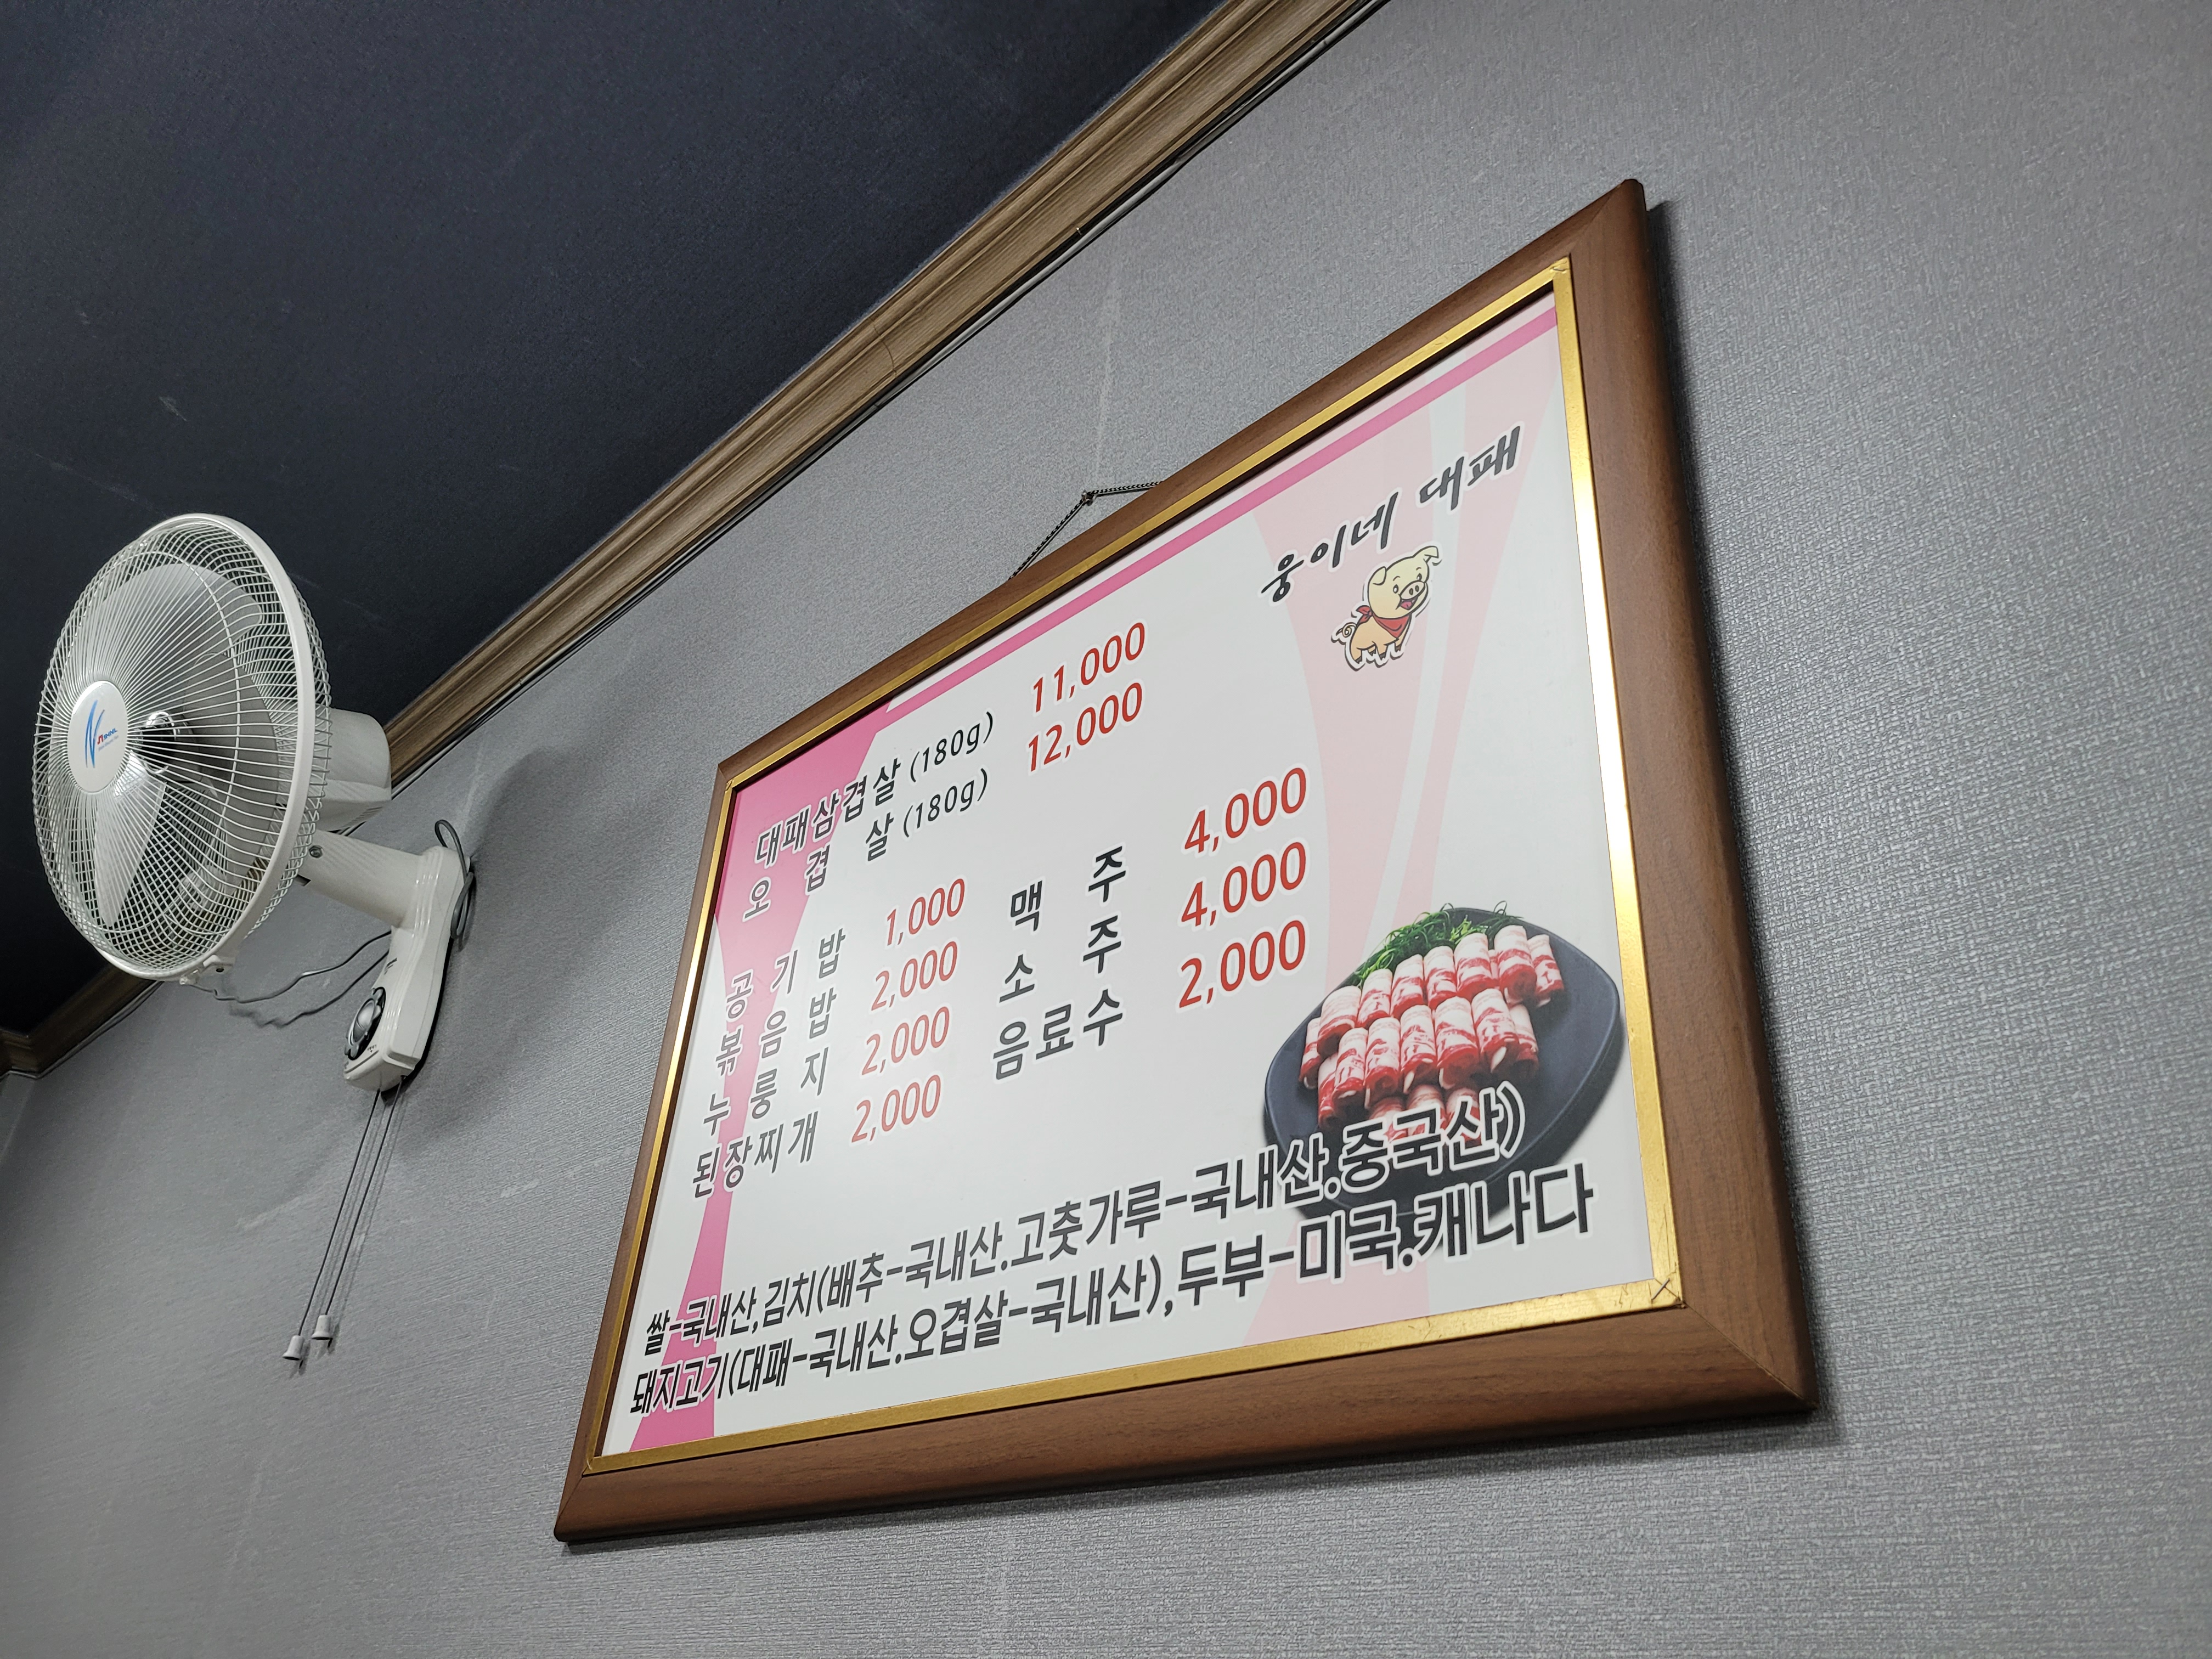 웅이네 대패
대패삼겹살 (180g) 11,000
오 겹 살 (180g) 12,000
공 기 밥 1,000 맥 주 4,000
볶 음 밥 2,000 소 주 4,000
누 룽 지 2,000 음료수 2,000
된장찌개 2,000
쌀-국내산,김치(배추-국내산.고춧가루-국내산.중국산)
돼지고기(대패-국내산.오겹살-국내산),두부-미국.캐나다